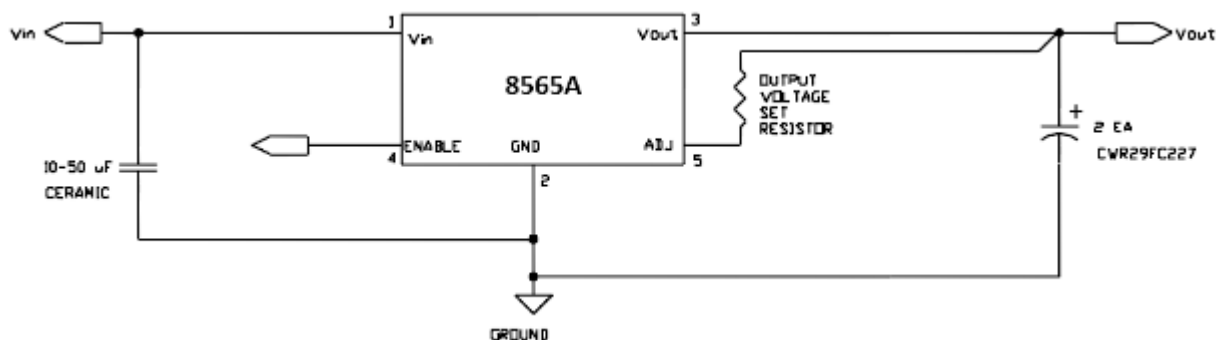 Vin
1
Vin
8565A
Vout
3
Vout
OUTPUT
VOLTAGE
SET
RESISTOR
ENABLE
4
GND
2
ADJ
5
10-50 uF
CERAMIC
+
2 EA
CWR29FC227
GROUND